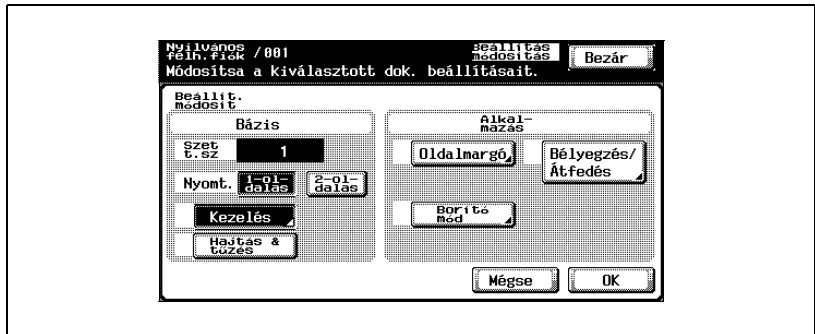 Nyilvános félh.fiók /001
Beállítás módosítás
Bezár
Módosítsa a kiválasztott dok. beállításait.
Beállít. módosít
Bázis
Alkal-mazás
Szet t.sz
1
Oldalmargó
Bélyegzés/
Átfedés
Nyomt.
1-ol-dalas
2-ol-dalas
Kezelés
Borító mód
Hajtás & tűzés
Mégse
OK